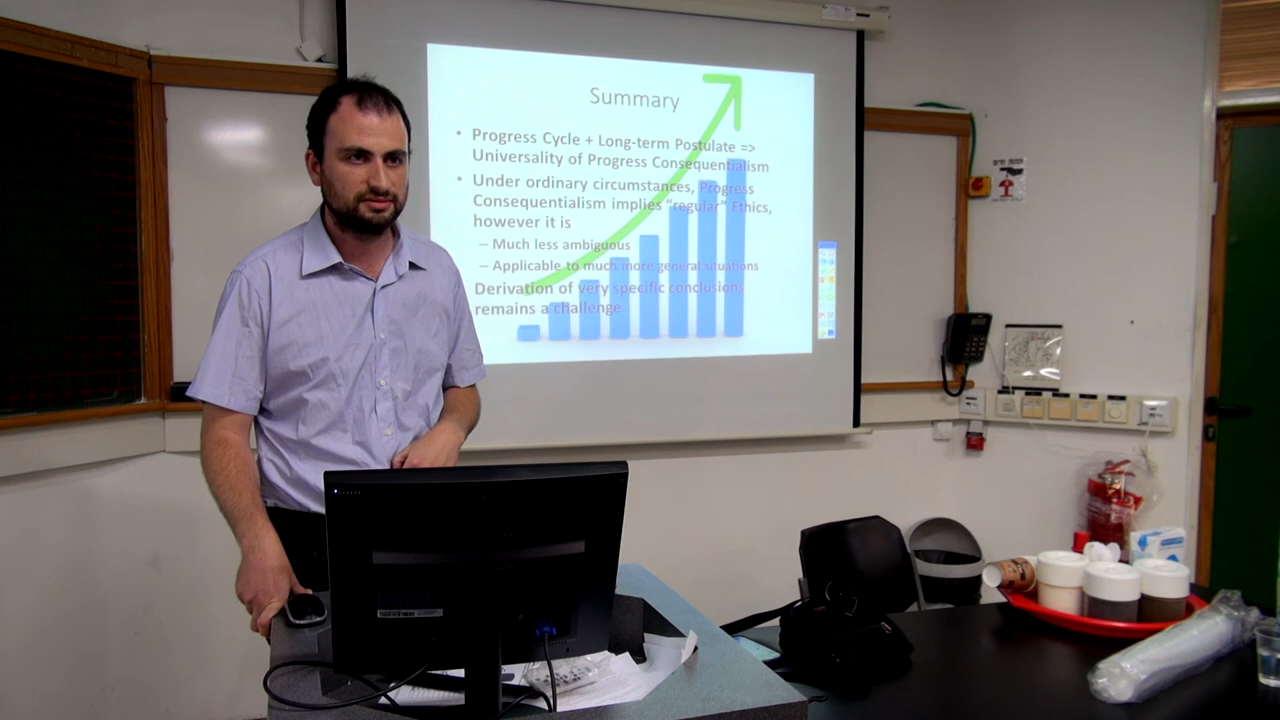 Summary
• Progress Cycle + Long-term Postulate =>
Universality of Progress Consequentialism
• Under ordinary circumstances, Progress
Consequentialism implies “regular” Ethics,
however it is
– Much less ambiguous
– Applicable to much more general situations
Derivation of very specific conclusions
remains a challenge